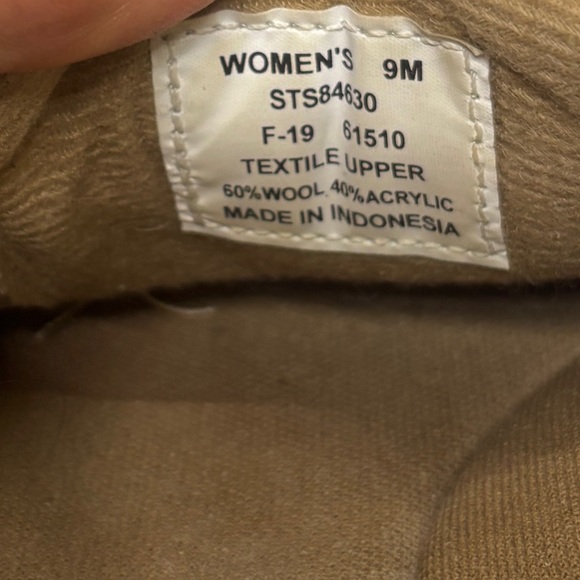 WOMEN'S 9M
STS84630
F-19 61510
TEXTILE UPPER
60%WOOL, 40%ACRYLIC
MADE IN INDONESIA